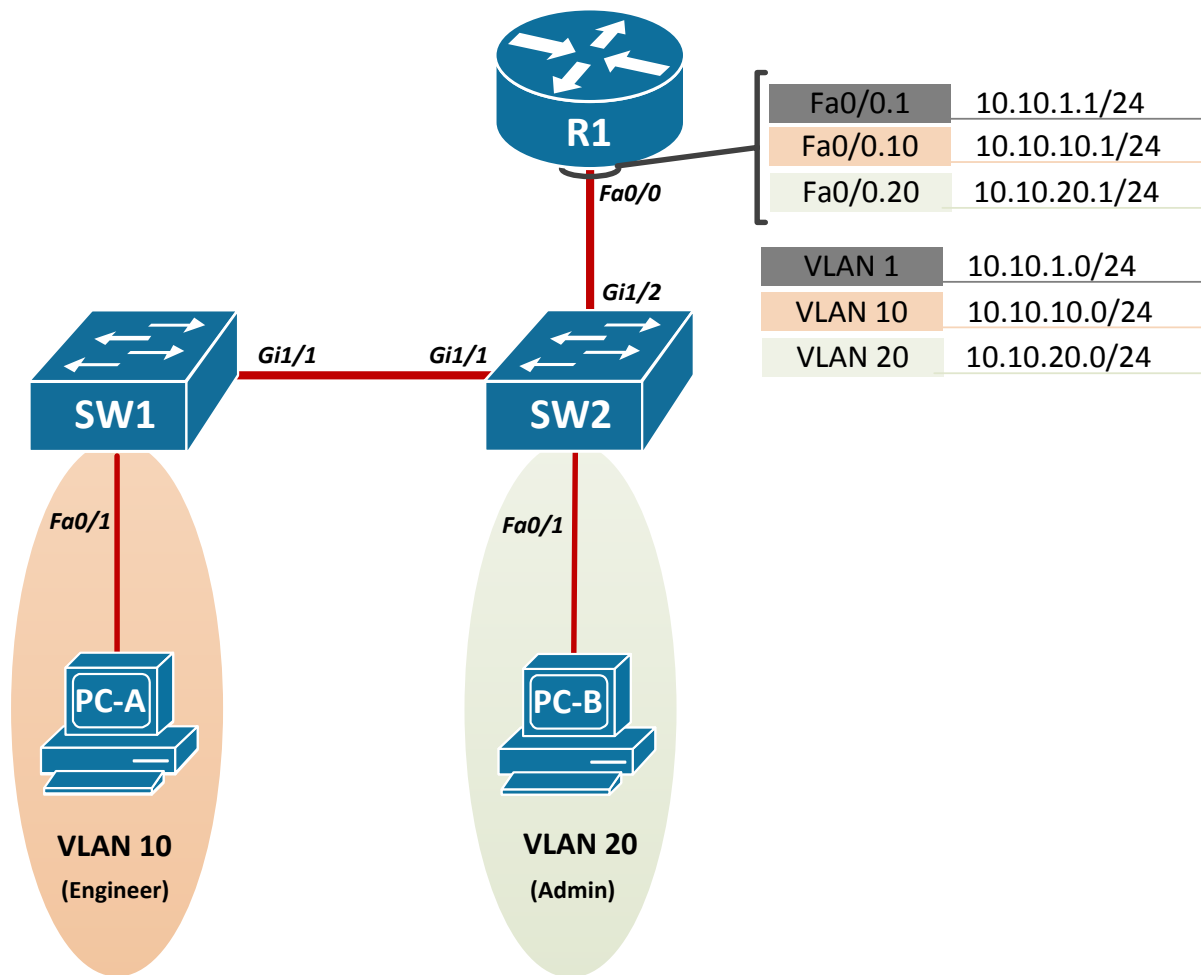 R1
Fa0/0
Fa0/0.1 10.10.1.1/24
Fa0/0.10 10.10.10.1/24
Fa0/0.20 10.10.20.1/24
VLAN 1 10.10.1.0/24
VLAN 10 10.10.10.0/24
VLAN 20 10.10.20.0/24
Gi1/2
Gi1/1 Gi1/1
SW1 SW2
Fa0/1 Fa0/1
PC-A PC-B
VLAN 10 VLAN 20
(Engineer) (Admin)